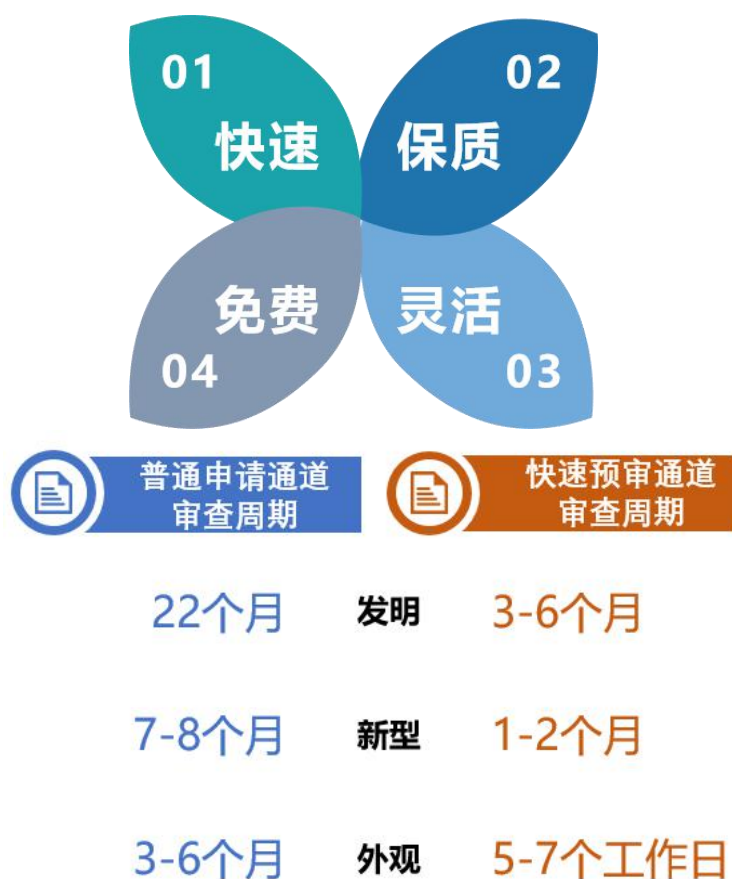 01
快速
02
保质
免费
04
灵活
03
普通申请通道
审查周期
快速预审通道
审查周期
22个月 发明 3-6个月
7-8个月 新型 1-2个月
3-6个月 外观 5-7个工作日